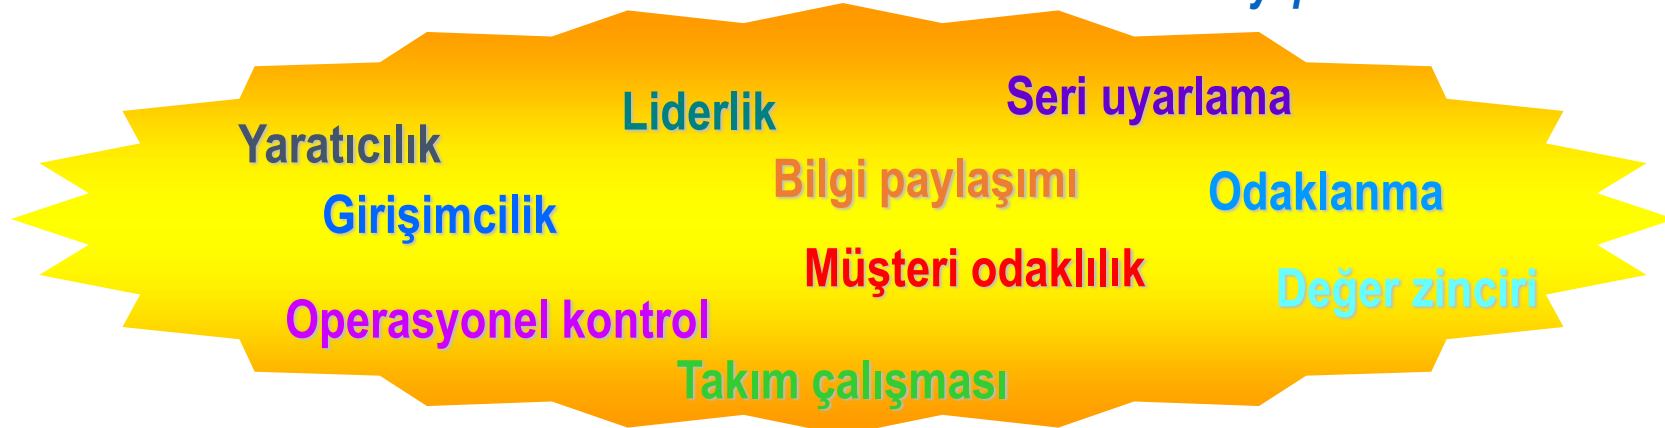 Liderlik
Seri uyarlama
Yaratıcılık
Bilgi paylaşımı
Odaklanma
Girişimcilik
Müşteri odaklılık
Değer zinciri
Operasyonel kontrol
Takım çalışması